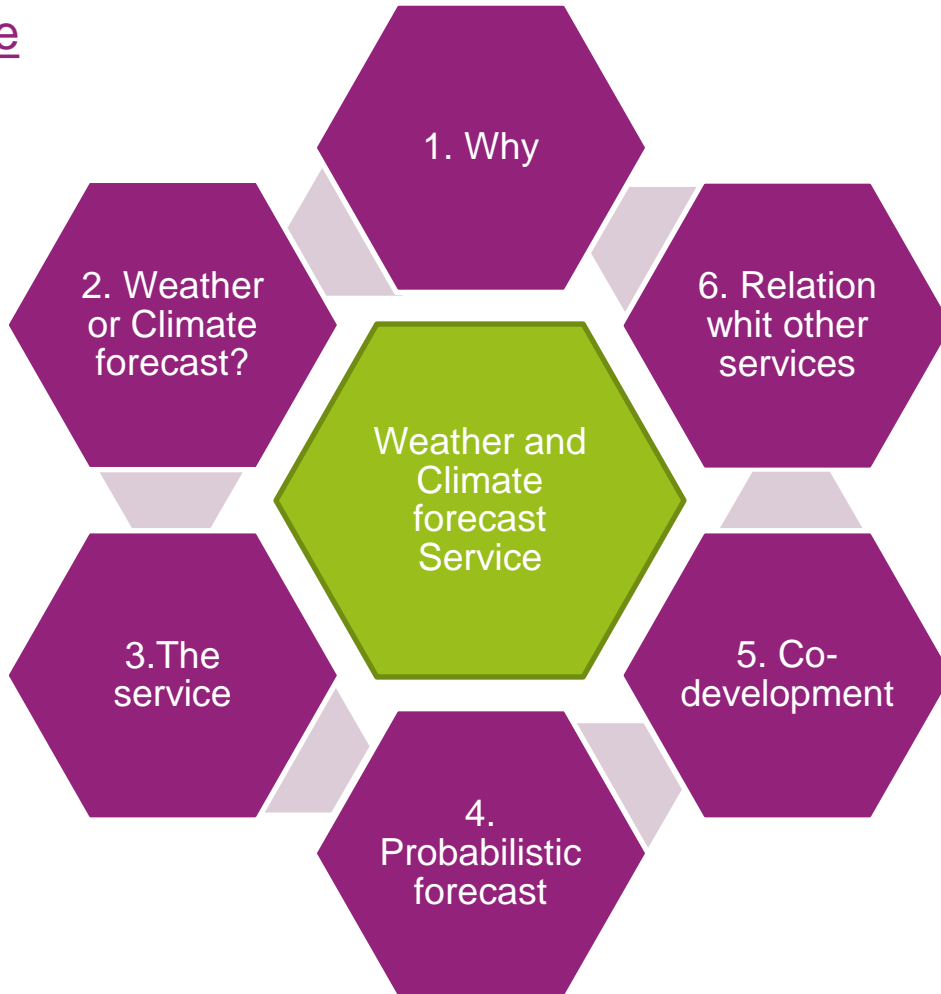 e
1. Why
2. Weather
or Climate
forecast?
6. Relation
whit other
services
Weather and
Climate
forecast
Service
3.The
service
5. Co-
development
4.
Probabilistic
forecast